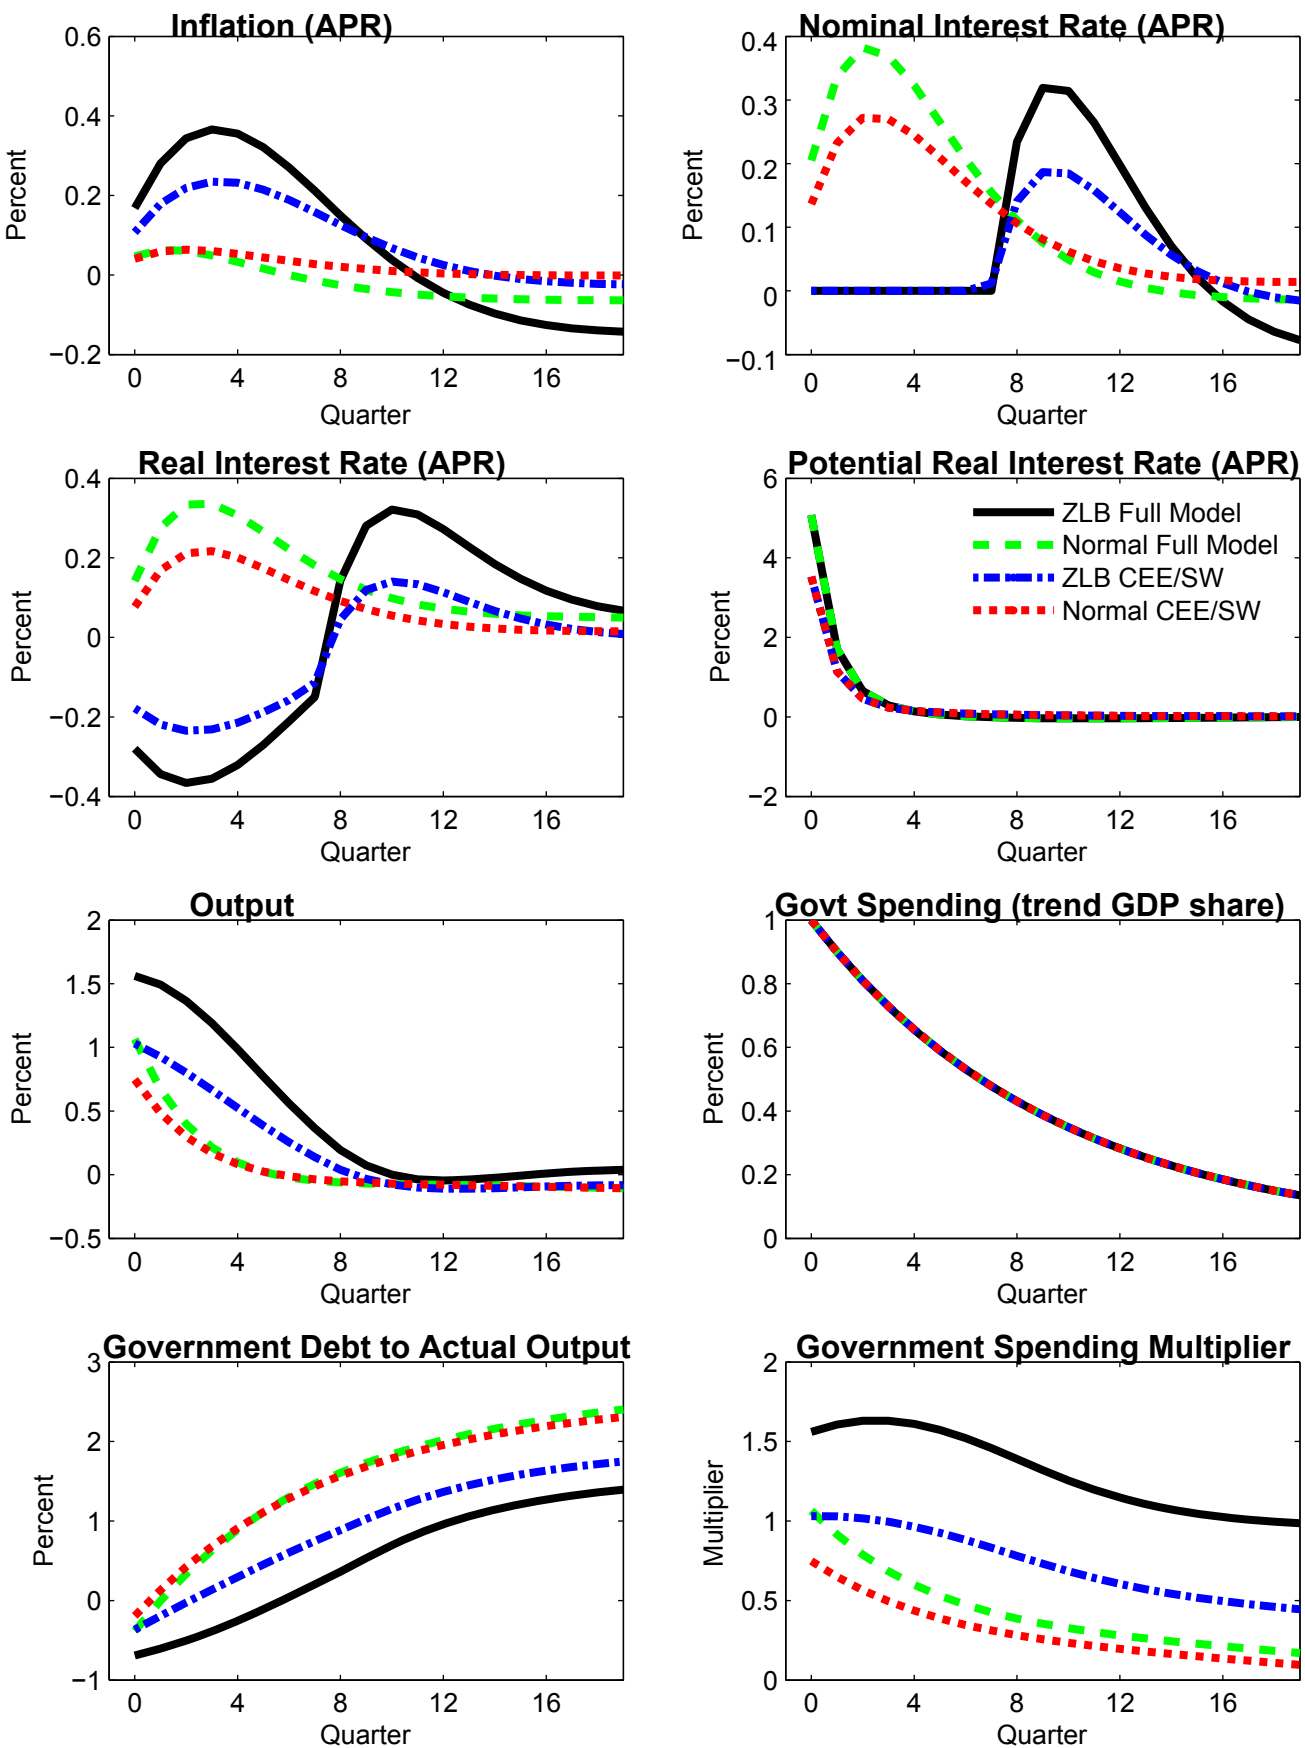 Inflation (APR)
0.6
0.4
0.2
0
−0.2
Percent
0 4 8 12 16
Quarter
Nominal Interest Rate (APR)
0.4
0.3
0.2
0.1
0
−0.1
Percent
0 4 8 12 16
Quarter
Real Interest Rate (APR)
0.4
0.2
0
−0.2
−0.4
Percent
0 4 8 12 16
Quarter
Potential Real Interest Rate (APR)
6
4
2
0
−2
Percent
ZLB Full Model
Normal Full Model
ZLB CEE/SW
Normal CEE/SW
0 4 8 12 16
Quarter
Output
2
1.5
1
0.5
0
−0.5
Percent
0 4 8 12 16
Quarter
Govt Spending (trend GDP share)
1
0.8
0.6
0.4
0.2
0
Percent
0 4 8 12 16
Quarter
Government Debt to Actual Output
3
2
1
0
−1
Percent
0 4 8 12 16
Quarter
Government Spending Multiplier
2
1.5
1
0.5
0
Multiplier
0 4 8 12 16
Quarter